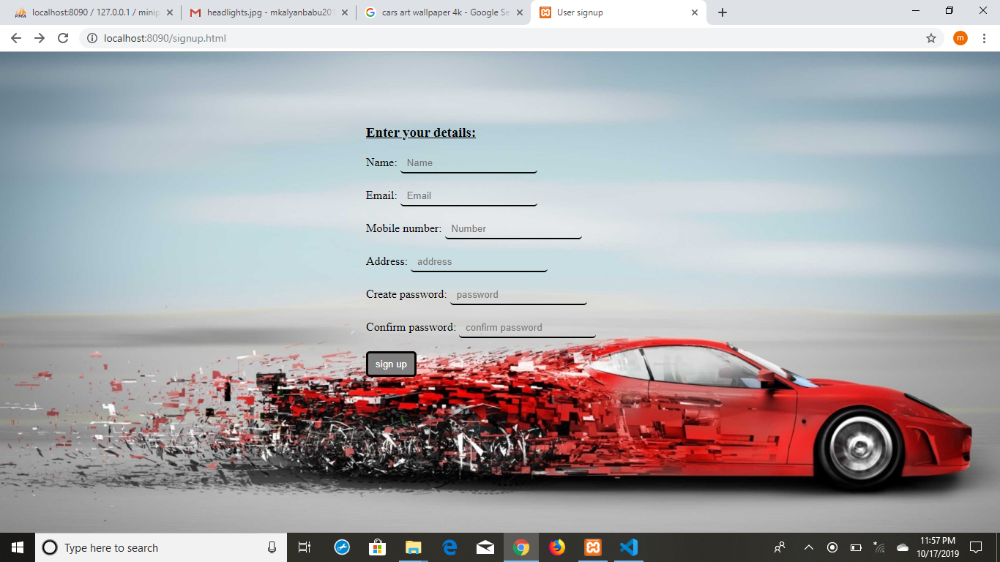 localhost:8090 / 127.0.0.1 / minip
headlights.jpg - mkalyanbabu201
cars art wallpaper 4k - Google Se
User signup
localhost:8090/signup.html
m
Enter your details:
Name: Name
Email: Email
Mobile number: Number
Address: address
Create password: password
Confirm password: confirm password
sign up
Type here to search
11:57 PM
10/17/2019